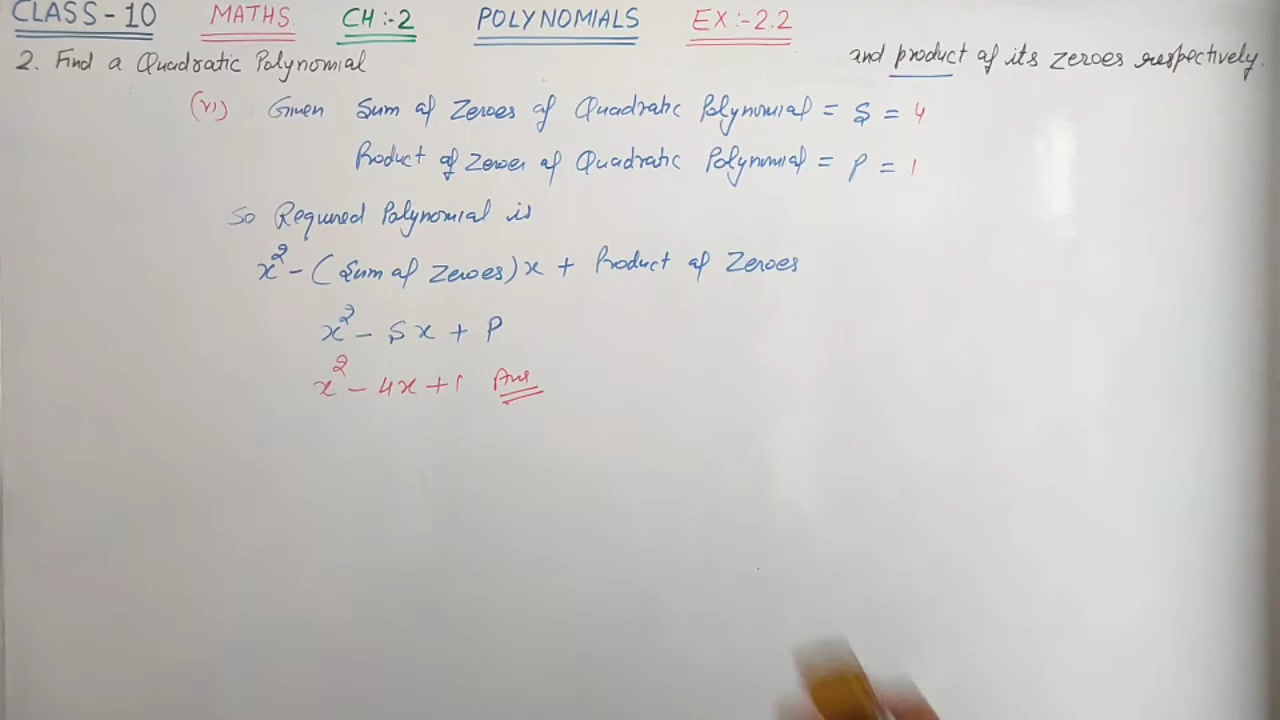 CLASS-10 MATHS. CH:-2 POLYNOMIALS EX:-2.2
2. Find a Quadratic Polynomial and product of its zeroes respectively.
(vi) Given Sum of Zeroes of Quadratic Polynomial = S = 4
Product of Zeroes of Quadratic Polynomial = P = 1
So Required Polynomial is
x² - (Sum of Zeroes)x + Product of Zeroes
x² - Sx + P
x² - 4x + 1 Ans